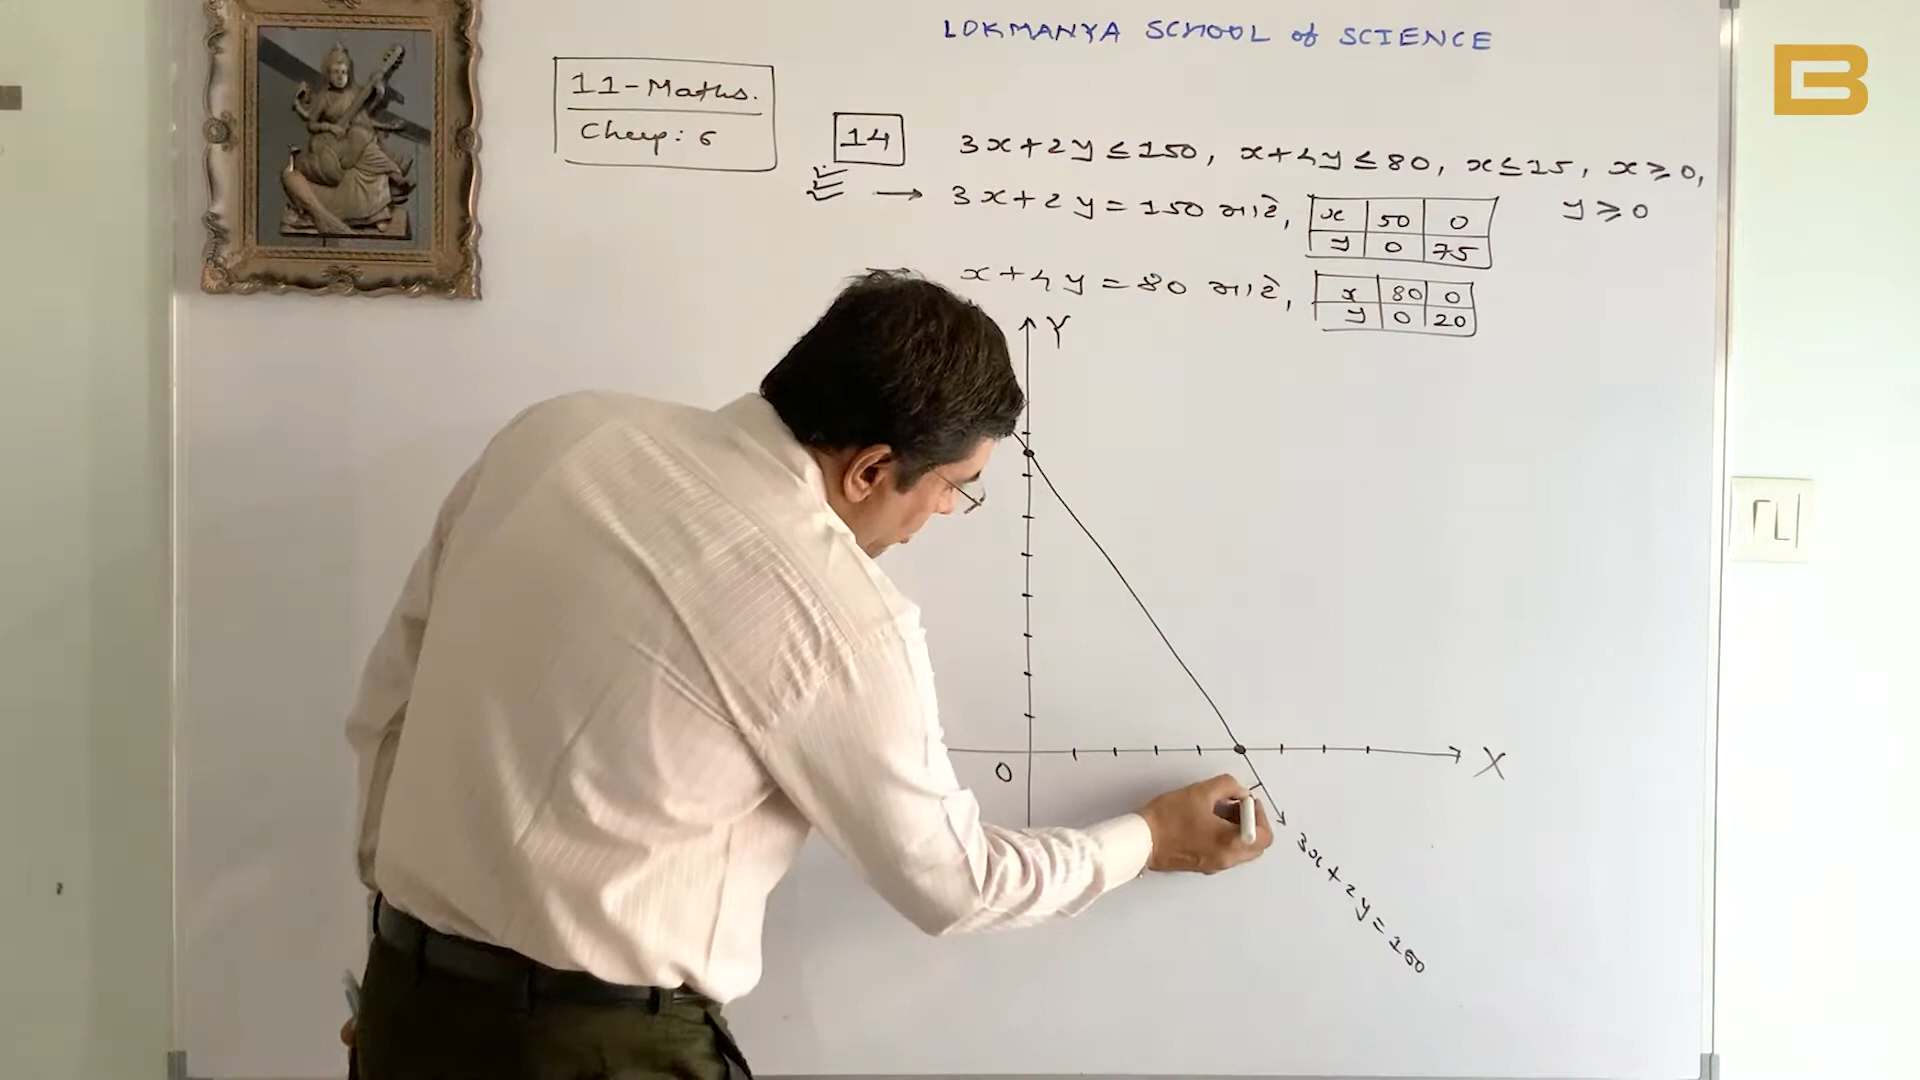 LOKMANYA SCHOOL of SCIENCE
11-Maths.
Chep: 6
14
3x+2y≤150, x+4y≤80, x≤15, x≥0,
y≥0
→ 3x+2y=150 માટે,
x 50 0
y 0 75
x+4y=80 માટે,
x 80 0
y 0 20
Y
O
X
3x+2y=150
B